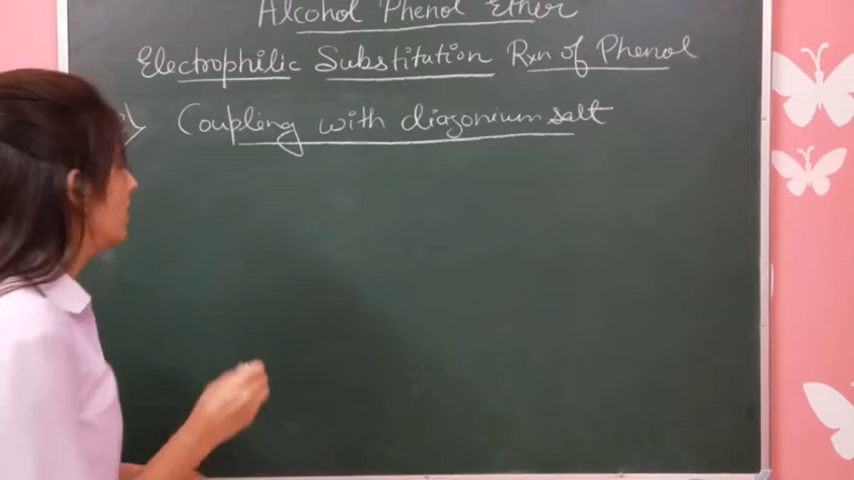 Alcohol Phenol Ether
Electrophilic Substitution Rxn of Phenol
Coupling with diazonium salt